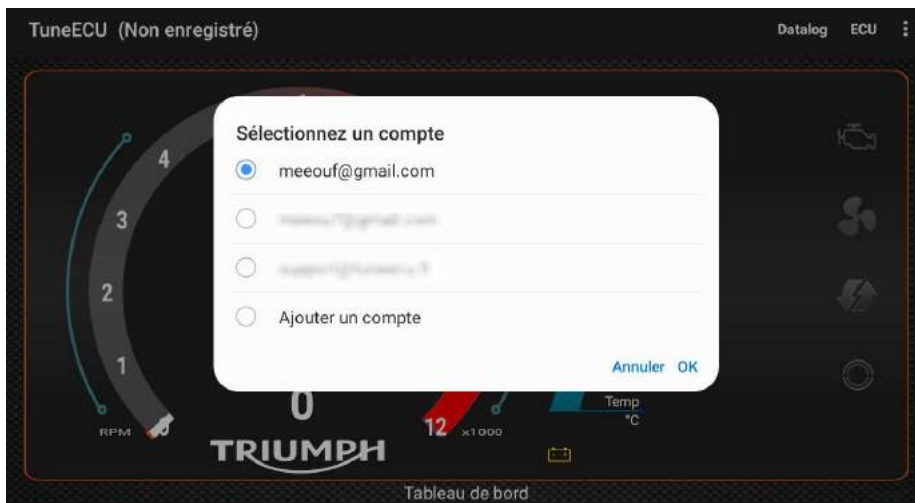 TuneECU (Non enregistré)
Datalog ECU
Sélectionnez un compte
meeouf@gmail.com
Ajouter un compte
Annuler OK
4
3
2
1
0
RPM
12 x1000
Temp
°C
TRIUMPH
Tableau de bord